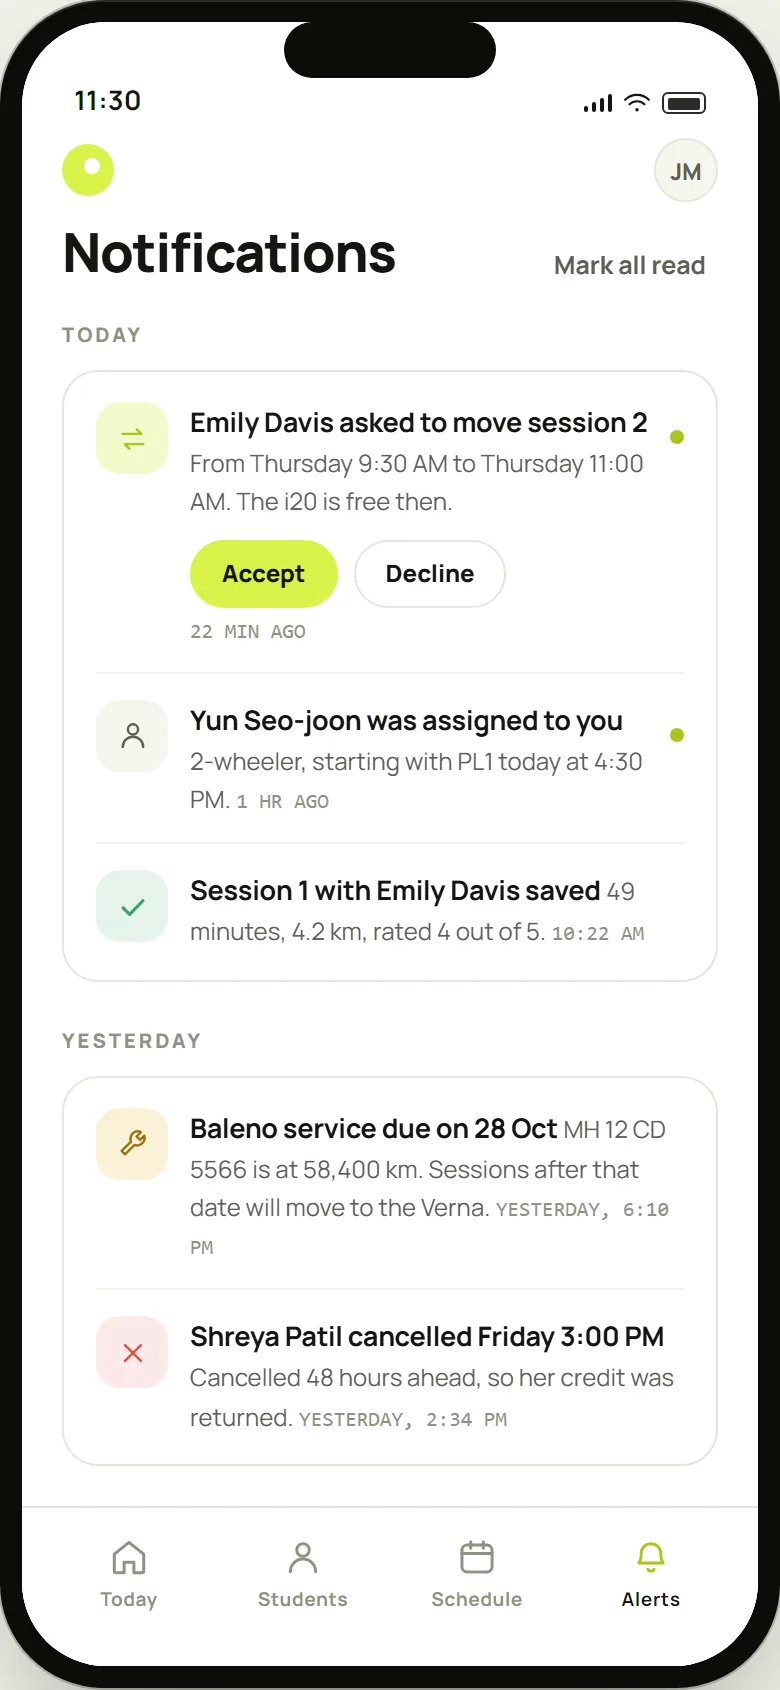 11:30
JM
Notifications
Mark all read
TODAY
Emily Davis asked to move session 2
From Thursday 9:30 AM to Thursday 11:00
AM. The i20 is free then.
Accept
Decline
22 MIN AGO
Yun Seo-joon was assigned to you
2-wheeler, starting with PL1 today at 4:30
PM. 1 HR AGO
Session 1 with Emily Davis saved 49
minutes, 4.2 km, rated 4 out of 5. 10:22 AM
YESTERDAY
Baleno service due on 28 Oct MH 12 CD
5566 is at 58,400 km. Sessions after that
date will move to the Verna. YESTERDAY, 6:10
PM
Shreya Patil cancelled Friday 3:00 PM
Cancelled 48 hours ahead, so her credit was
returned. YESTERDAY, 2:34 PM
Today
Students
Schedule
Alerts